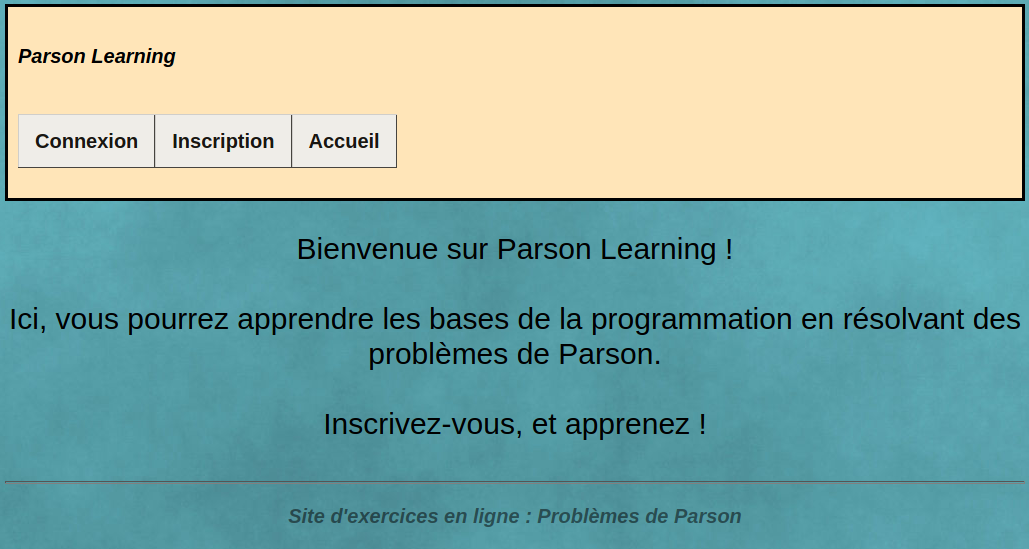 Parson Learning
Connexion Inscription Accueil
Bienvenue sur Parson Learning !
Ici, vous pourrez apprendre les bases de la programmation en résolvant des
problèmes de Parson.
Inscrivez-vous, et apprenez !
Site d'exercices en ligne : Problèmes de Parson